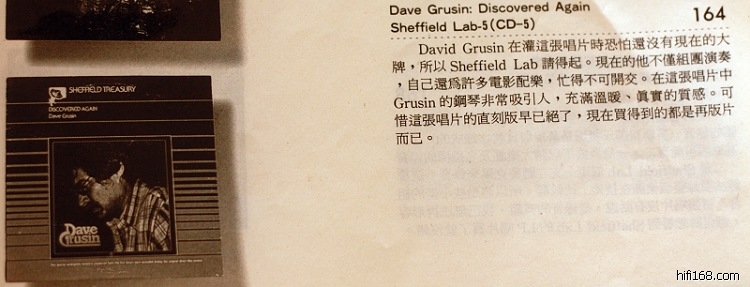 Dave Grusin: Discovered Again
Sheffield Lab-5(CD-5)
164
David Grusin 在灌這張唱片時恐怕還沒有現在的大
牌，所以 Sheffield Lab 請得起。現在的他不僅組團演奏
，自己還爲許多電影配樂，忙得不可開交。在這張唱片中
Grusin 的鋼琴非常吸引人，充滿溫暖、眞實的質感。可
惜這張唱片的直刻版早已絕了，現在買得到的都是再版片
而已。
SHEFFIELD TREASURY
DISCOVERED AGAIN
Dave Grusin
Dave
Grusin
hifi168.com